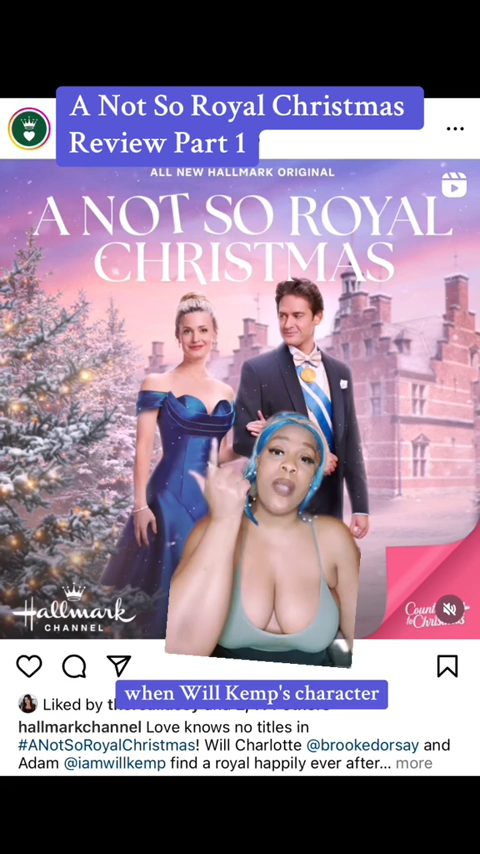 A Not So Royal Christmas
Review Part 1
ALL NEW HALLMARK ORIGINAL
A NOT SO ROYAL
CHRISTMAS
Hallmark
CHANNEL
Count
to Christmas
when Will Kemp's character
Liked by
hallmarkchannel Love knows no titles in
#ANotSoRoyalChristmas! Will Charlotte @brookedorsay and
Adam @iamwillkemp find a royal happily ever after... more